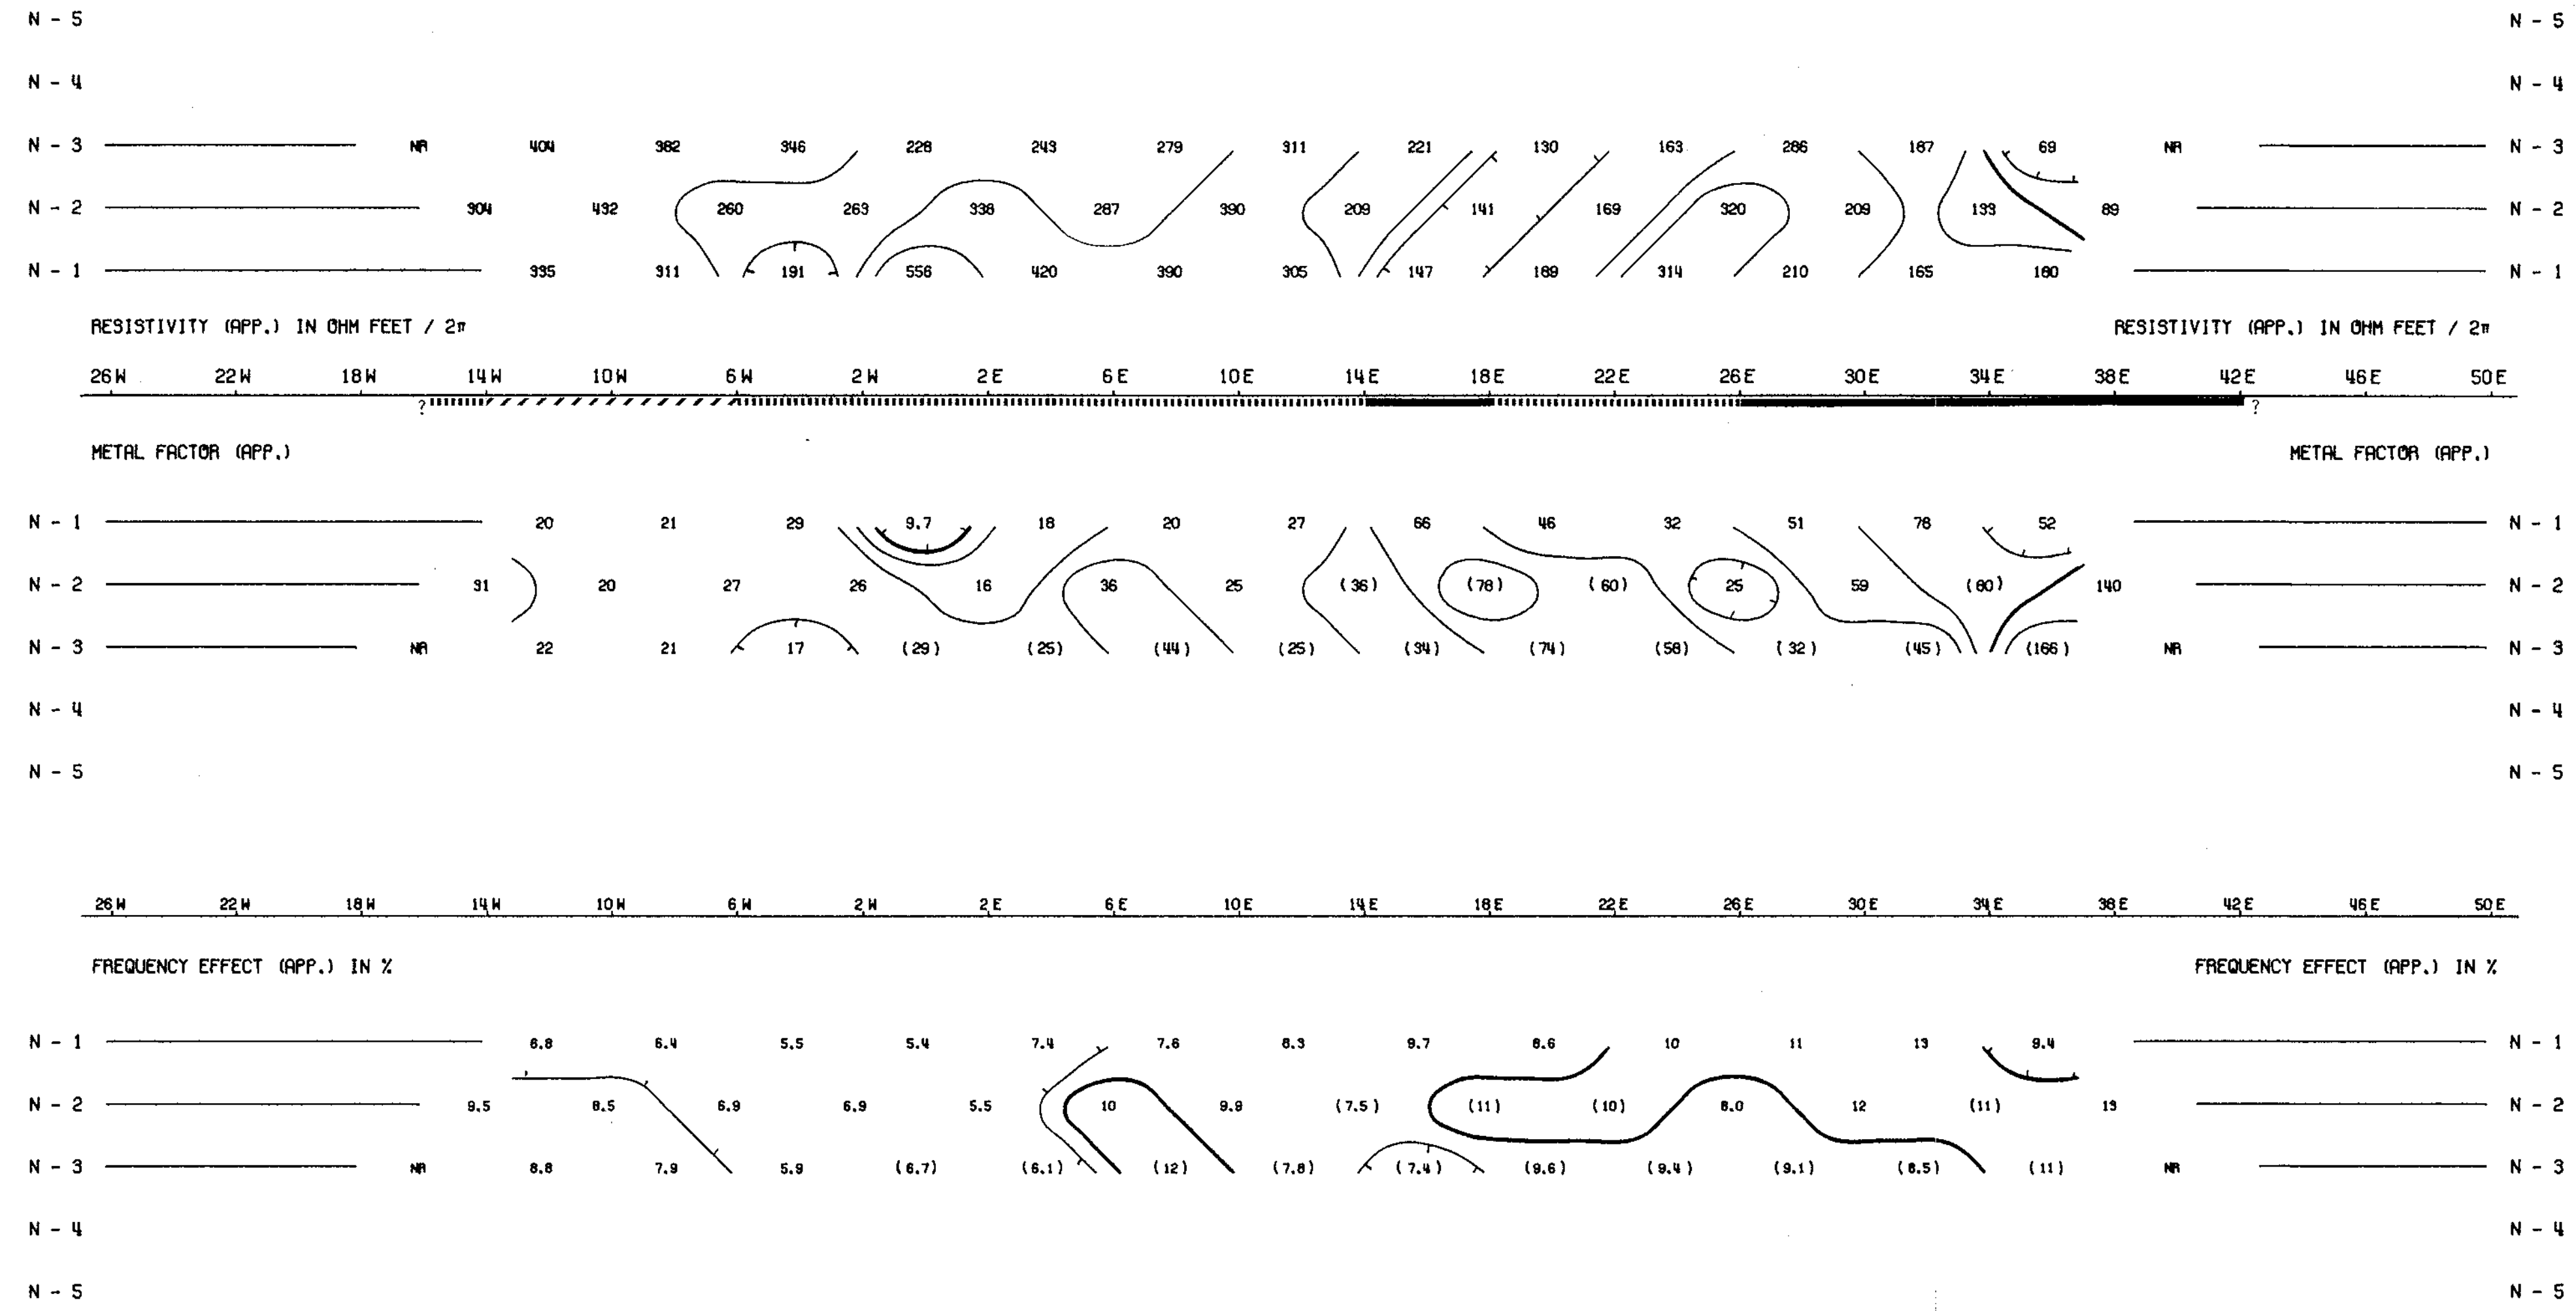 N - 5 N - 5
N - 4 N - 4
N - 3 NR 404 382 346 228 243 279 311 221 130 163 286 187 69 NR N - 3
N - 2 304 432 260 263 338 287 390 209 141 169 320 209 133 89 N - 2
N - 1 335 311 191 556 420 390 305 147 189 314 210 165 180 N - 1
RESISTIVITY (APP.) IN OHM FEET / 2π RESISTIVITY (APP.) IN OHM FEET / 2π
26W 22W 18W 14W 10W 6W 2W 2E 6E 10E 14E 18E 22E 26E 30E 34E 38E 42E 46E 50E
? ?
METAL FACTOR (APP.) METAL FACTOR (APP.)
N - 1 20 21 29 9.7 18 20 27 66 46 32 51 78 52 N - 1
N - 2 31 20 27 26 16 36 25 (36) (78) (60) 25 59 (80) 140 N - 2
N - 3 NR 22 21 17 (29) (25) (44) (25) (34) (74) (58) (32) (45) (166) NR N - 3
N - 4 N - 4
N - 5 N - 5
26W 22W 18W 14W 10W 6W 2W 2E 6E 10E 14E 18E 22E 26E 30E 34E 38E 42E 46E 50E
FREQUENCY EFFECT (APP.) IN % FREQUENCY EFFECT (APP.) IN %
N - 1 6.8 6.4 5.5 5.4 7.4 7.6 8.3 9.7 8.6 10 11 13 9.4 N - 1
N - 2 9.5 8.5 6.9 6.9 5.5 10 9.9 (7.5) (11) (10) 8.0 12 (11) 13 N - 2
N - 3 NR 8.8 7.9 5.9 (6.7) (6.1) (12) (7.8) (7.4) (9.6) (9.4) (9.1) (8.5) (11) NR N - 3
N - 4 N - 4
N - 5 N - 5